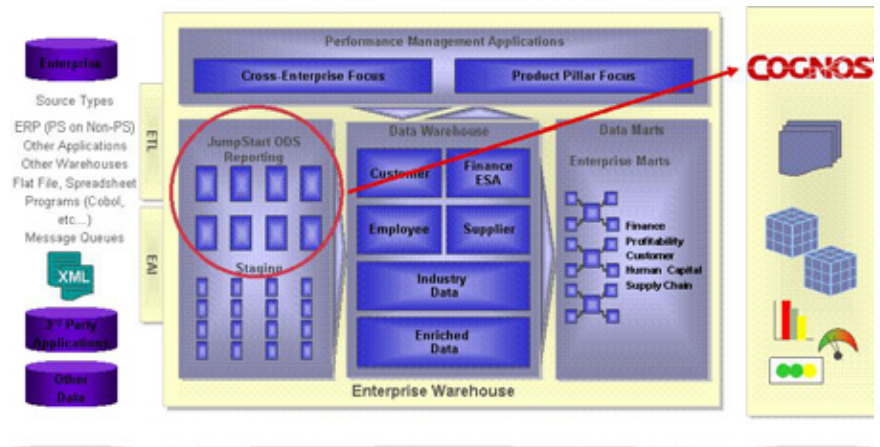 Performance Management Applications
Cross-Enterprise Focus
Product Pillar Focus
Enterprise
Source Types
ERP (PS on Non-PS)
Other Applications
Other Warehouses
Flat File, Spreadsheet
Programs (Cobol,
etc...)
Message Queues
XML
3rd Party
Applications
Other
Data
ETL
EAI
JumpStart ODS
Reporting
Staging
Data Warehouse
Customer
Finance
ESA
Employee
Supplier
Industry
Data
Enriched
Data
Data Marts
Enterprise Marts
Finance
Profitability
Customer
Human Capital
Supply Chain
Enterprise Warehouse
COGNOS